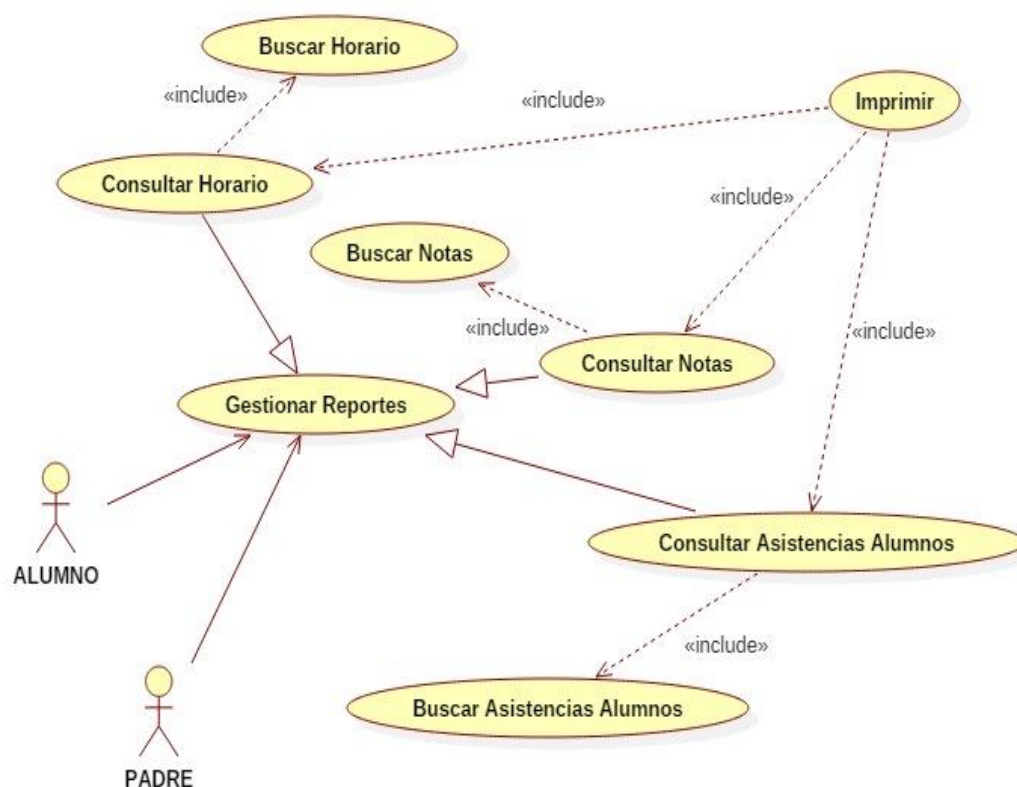 Buscar Horario
«include»
«include»
Imprimir
Consultar Horario
«include»
Buscar Notas
«include»
«include»
Consultar Notas
Gestionar Reportes
Consultar Asistencias Alumnos
ALUMNO
«include»
Buscar Asistencias Alumnos
PADRE